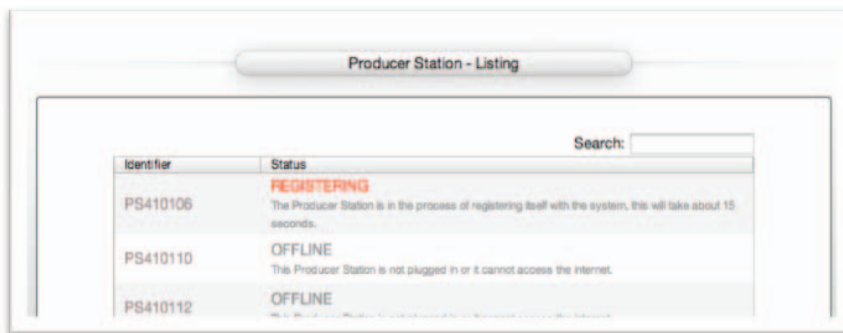 Producer Station - Listing
Search:
Identifier Status
PS410106 REGISTERING
The Producer Station is in the process of registering itself with the system, this will take about 15
seconds.
PS410110 OFFLINE
This Producer Station is not plugged in or it cannot access the internet.
PS410112 OFFLINE